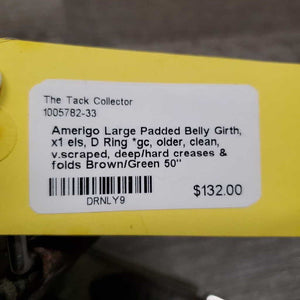 The Tack Collector
1005782-33
Amerigo Large Padded Belly Girth,
x1 els, D Ring *gc, older, clean,
v.scraped, deep/hard creases &
folds Brown/Green 50"
$132.00
DRNLY9